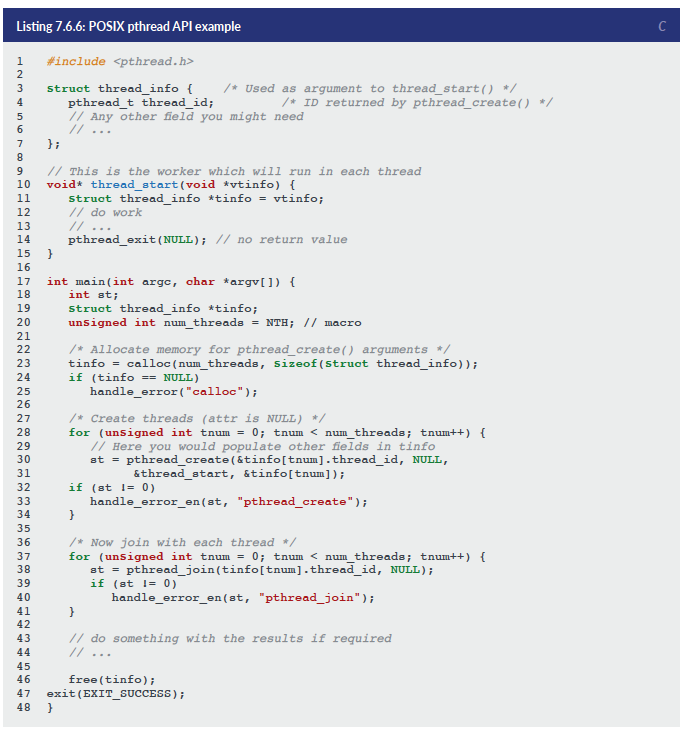 Listing 7.6.6: POSIX pthread API example C
1 #include <pthread.h>
2
3 struct thread_info { /* Used as argument to thread_start() */
4 pthread_t thread_id; /* ID returned by pthread_create() */
5 // Any other field you might need
6 // ...
7 };
8
9 // This is the worker which will run in each thread
10 void* thread_start(void *vtinfo) {
11 struct thread_info *tinfo = vtinfo;
12 // do work
13 // ...
14 pthread_exit(NULL); // no return value
15 }
16
17 int main(int argc, char *argv[]) {
18 int st;
19 struct thread_info *tinfo;
20 unsigned int num_threads = NTH; // macro
21
22 /* Allocate memory for pthread_create() arguments */
23 tinfo = calloc(num_threads, sizeof(struct thread_info));
24 if (tinfo == NULL)
25 handle_error("calloc");
26
27 /* Create threads (attr is NULL) */
28 for (unsigned int tnum = 0; tnum < num_threads; tnum++) {
29 // Here you would populate other fields in tinfo
30 st = pthread_create(&tinfo[tnum].thread_id, NULL,
31 &thread_start, &tinfo[tnum]);
32 if (st != 0)
33 handle_error_en(st, "pthread_create");
34 }
35
36 /* Now join with each thread */
37 for (unsigned int tnum = 0; tnum < num_threads; tnum++) {
38 st = pthread_join(tinfo[tnum].thread_id, NULL);
39 if (st != 0)
40 handle_error_en(st, "pthread_join");
41 }
42
43 // do something with the results if required
44 // ...
45
46 free(tinfo);
47 exit(EXIT_SUCCESS);
48 }